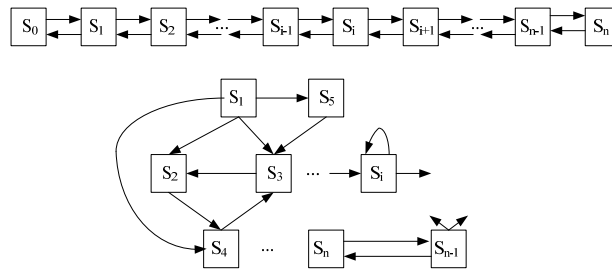 S₀ S₁ S₂ ... Sᵢ₋₁ Sᵢ Sᵢ₊₁ ... Sₙ₋₁ Sₙ
S₁ S₅
S₂ S₃ ... Sᵢ
S₄ ... Sₙ Sₙ₋₁